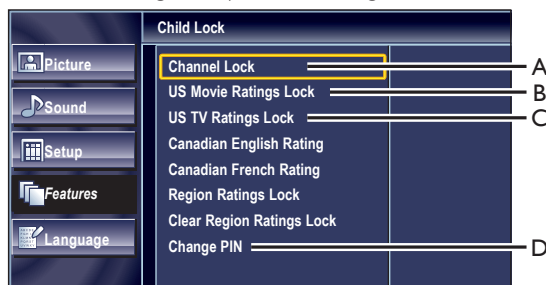 Child Lock
Picture
Sound
Setup
Features
Language
Channel Lock
US Movie Ratings Lock
US TV Ratings Lock
Canadian English Rating
Canadian French Rating
Region Ratings Lock
Clear Region Ratings Lock
Change PIN
A
B
C
D